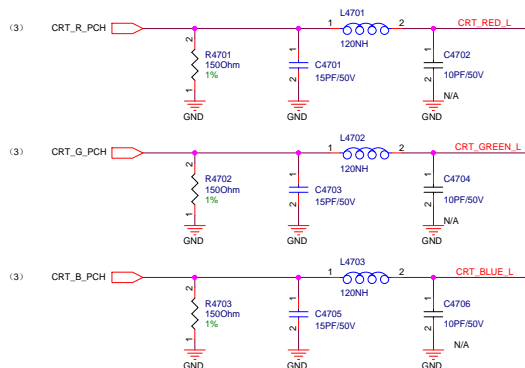 L4701
(3) CRT_R_PCH 1 2 CRT_RED_L
2 R4701 150Ohm 1% 1
120NH
1 C4701 15PF/50V 2
1 C4702 10PF/50V 2
N/A
GND GND GND
L4702
(3) CRT_G_PCH 1 2 CRT_GREEN_L
2 R4702 150Ohm 1% 1
120NH
1 C4703 15PF/50V 2
1 C4704 10PF/50V 2
N/A
GND GND GND
L4703
(3) CRT_B_PCH 1 2 CRT_BLUE_L
2 R4703 150Ohm 1% 1
120NH
1 C4705 15PF/50V 2
1 C4706 10PF/50V 2
N/A
GND GND GND